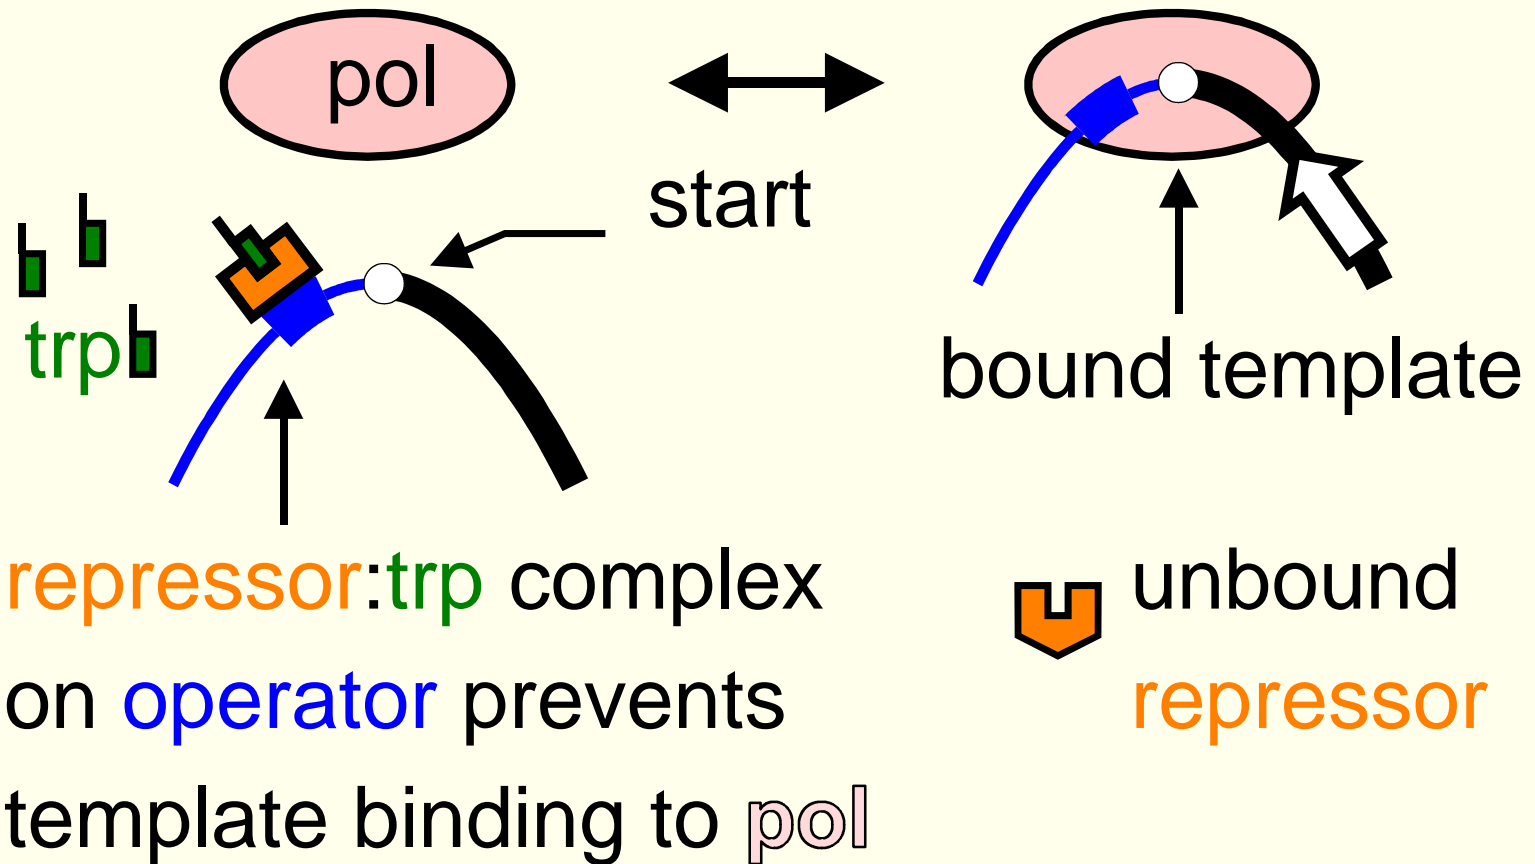 pol
start
trp
bound template
repressor:trp complex
on operator prevents
template binding to pol
unbound
repressor